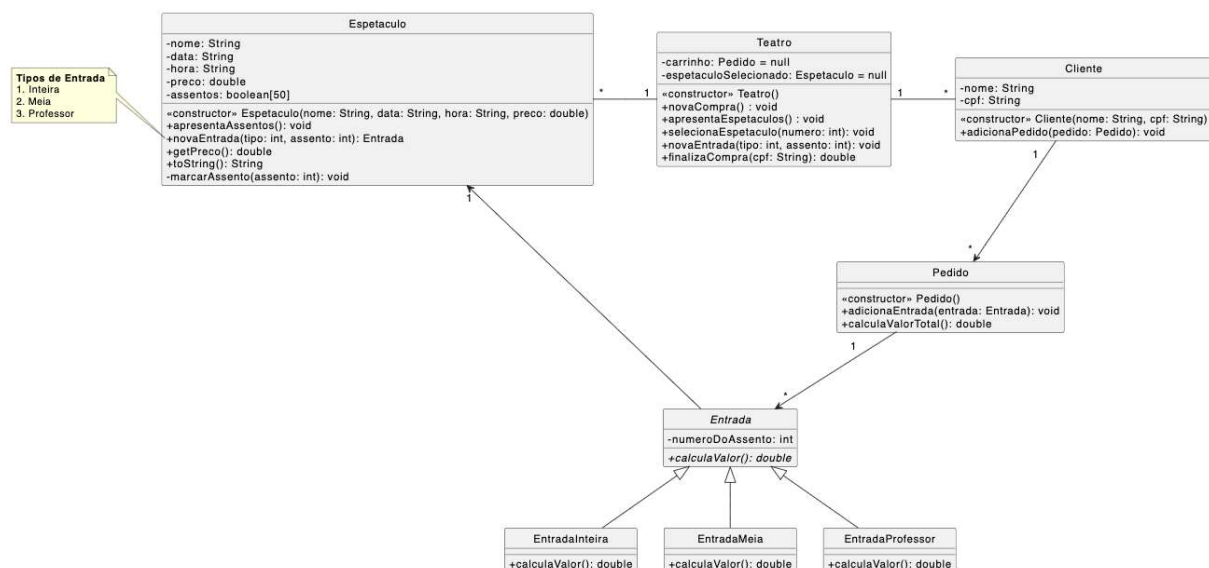 Espetaculo
-nome: String
-data: String
-hora: String
-preco: double
-assentos: boolean[50]
«constructor» Espetaculo(nome: String, data: String, hora: String, preco: double)
+apresentaAssentos(): void
+novaEntrada(tipo: int, assento: int): Entrada
+getPreco(): double
+toString(): String
-marcarAssento(assento: int): void
Tipos de Entrada
1. Inteira
2. Meia
3. Professor
* 1
Teatro
-carrinho: Pedido = null
-espetaculoSelecionado: Espetaculo = null
«constructor» Teatro()
+novaCompra() : void
+apresentaEspetaculos() : void
+selecionaEspetaculo(numero: int): void
+novaEntrada(tipo: int, assento: int): void
+finalizaCompra(cpf: String): double
1 *
Cliente
-nome: String
-cpf: String
«constructor» Cliente(nome: String, cpf: String)
+adicionaPedido(pedido: Pedido): void
1
*
Pedido
«constructor» Pedido()
+adicionaEntrada(entrada: Entrada): void
+calculaValorTotal(): double
1
*
1
Entrada
-numeroDoAssento: int
+calculaValor(): double
EntradaInteira
+calculaValor(): double
EntradaMeia
+calculaValor(): double
EntradaProfessor
+calculaValor(): double